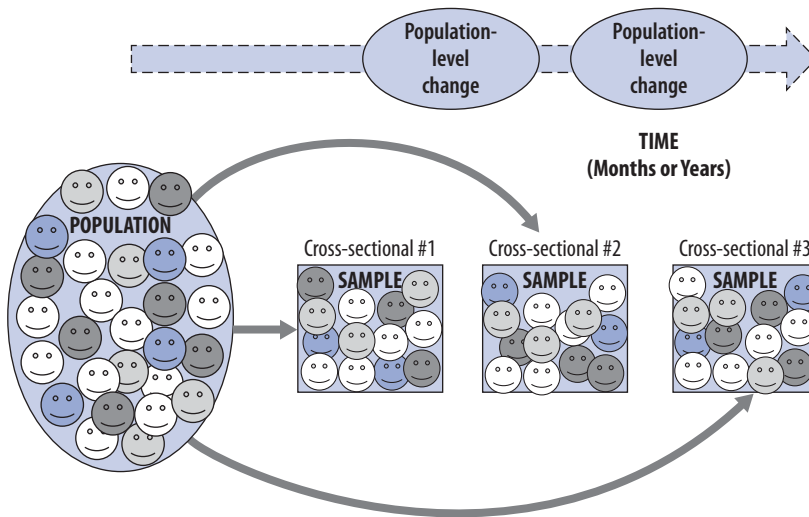 Population-
level
change
Population-
level
change
TIME
(Months or Years)
POPULATION
Cross-sectional #1
SAMPLE
Cross-sectional #2
SAMPLE
Cross-sectional #3
SAMPLE